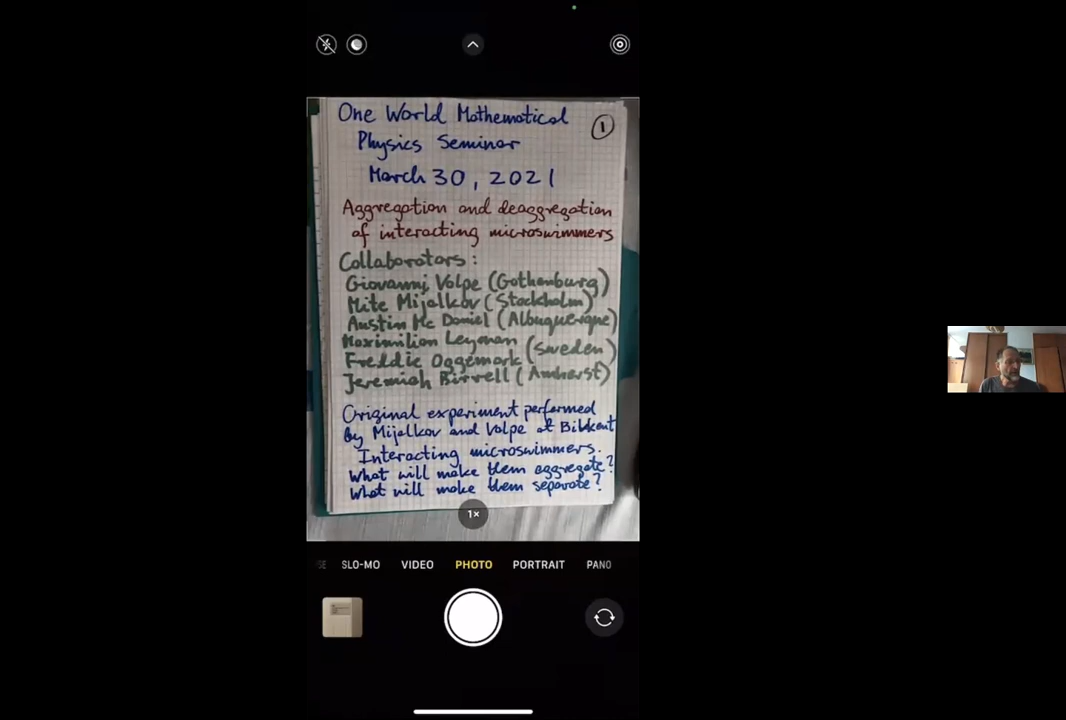 One World Mathematical
Physics Seminar
1
March 30, 2021
Aggregation and deaggregation
of interacting microswimmers
Collaborators:
Giovanni Volpe (Gothenburg)
Mite Mijalkov (Stockholm)
Austin Mc Daniel (Albuquerque)
Maximilian Leyman
Freddie Oggemark (Sweden)
Jeremiah Birrell (Amherst)
Original experiment performed
by Mijalkov and Volpe at Bilkent
Interacting microswimmers.
What will make them aggregate?
What will make them separate?
1×
SLO-MO VIDEO PHOTO PORTRAIT PANO